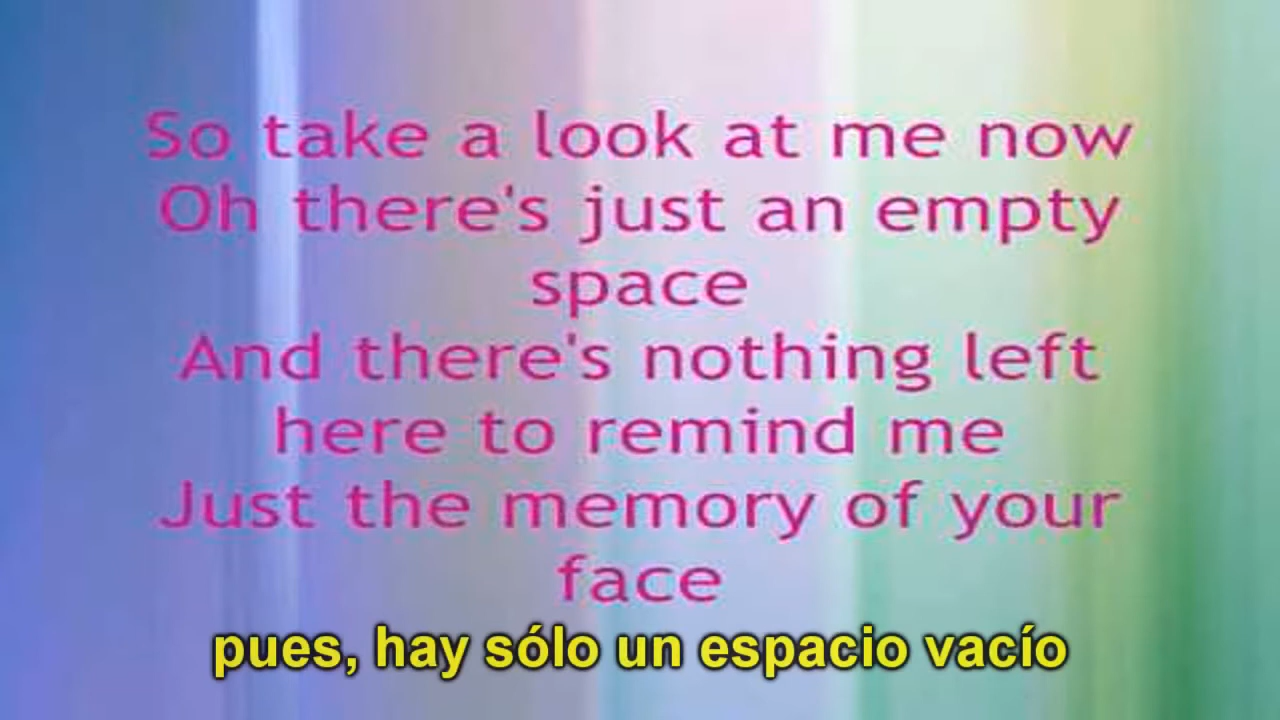 So take a look at me now
Oh there's just an empty
space
And there's nothing left
here to remind me
Just the memory of your
face
pues, hay sólo un espacio vacío